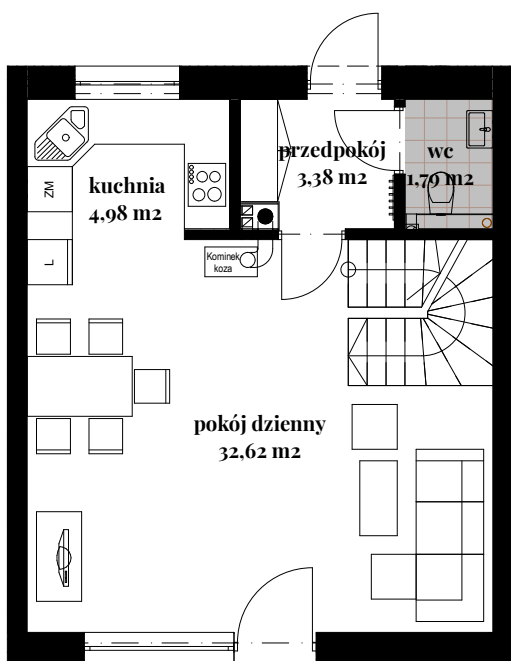 przedpokój
3,38 m2
wc
1,79 m2
kuchnia
4,98 m2
ZM
L
Kominek
koza
pokój dzienny
32,62 m2